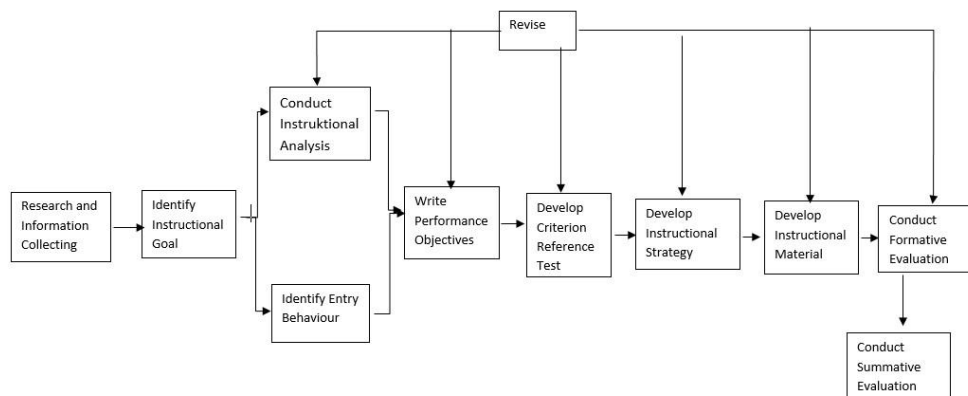 Revise
Conduct
Instruktional
Analysis
Research and
Information
Collecting
Identify
Instructional
Goal
Identify Entry
Behaviour
Write
Performance
Objectives
Develop
Criterion
Reference
Test
Develop
Instructional
Strategy
Develop
Instructional
Material
Conduct
Formative
Evaluation
Conduct
Summative
Evaluation